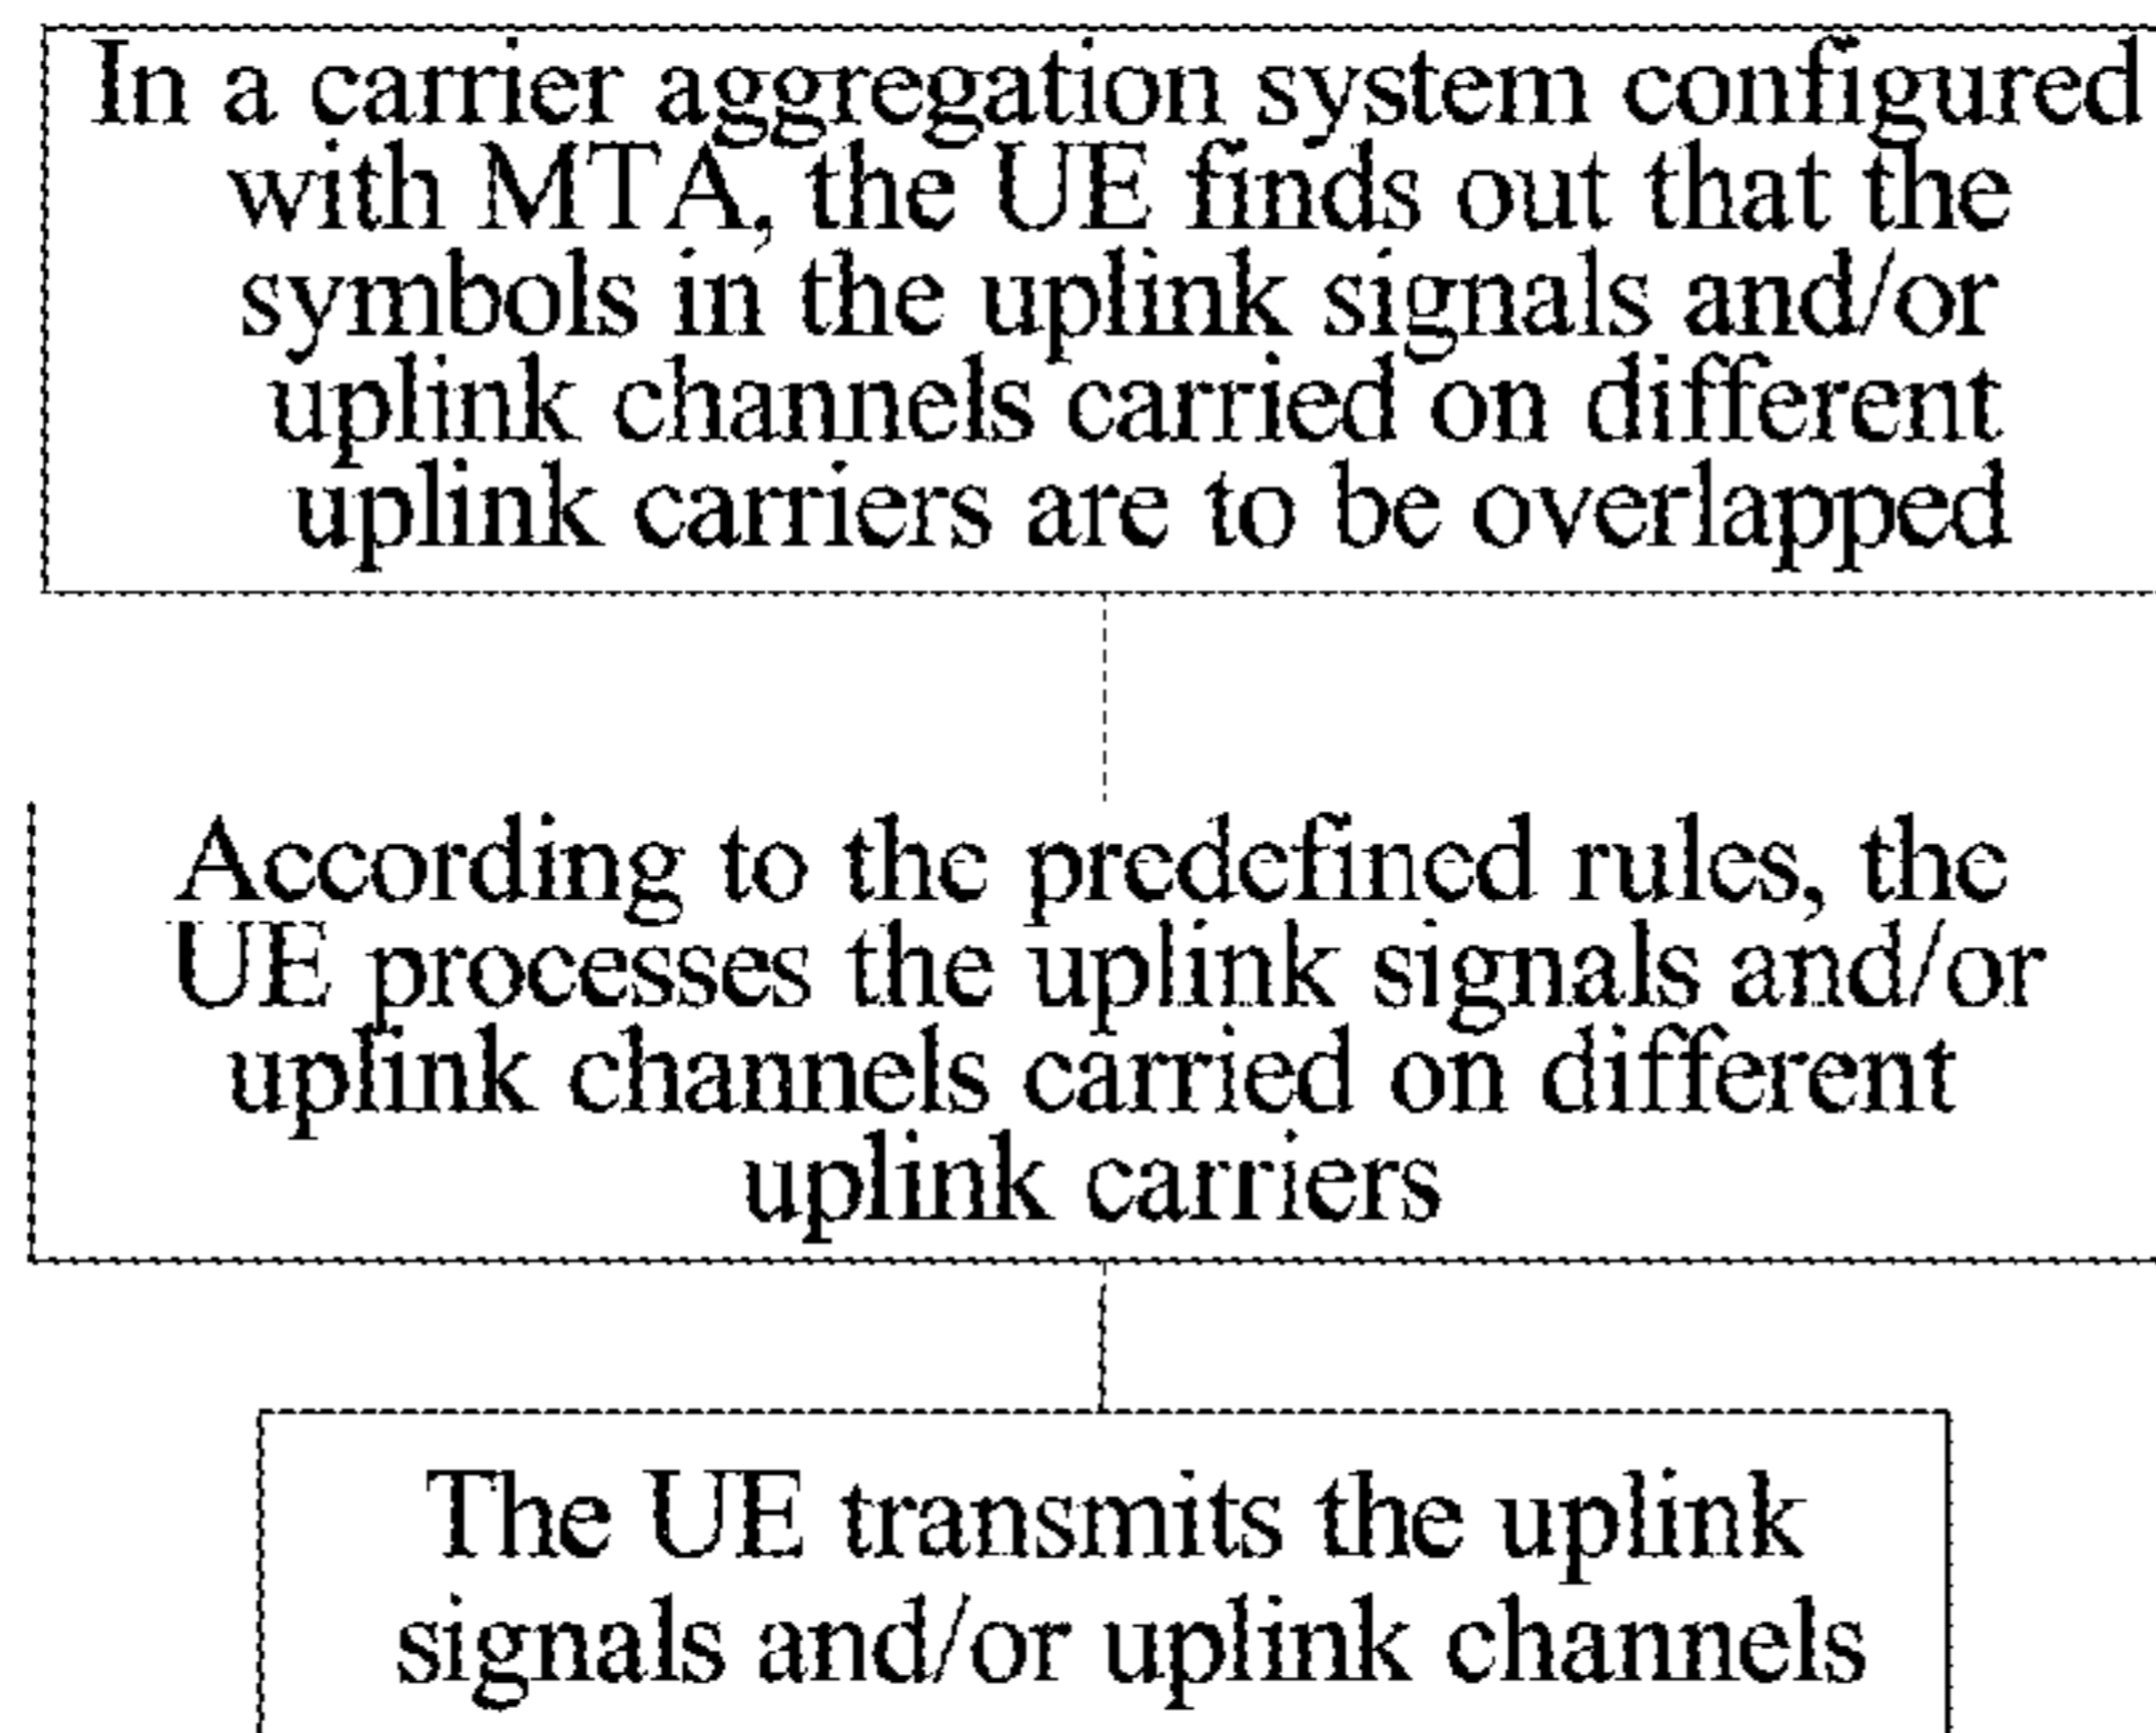 In a carrier aggregation system configured
with MTA, the UE finds out that the
symbols in the uplink signals and/or
uplink channels carried on different
uplink carriers are to be overlapped
According to the predefined rules, the
UE processes the uplink signals and/or
uplink channels carried on different
uplink carriers
The UE transmits the uplink
signals and/or uplink channels